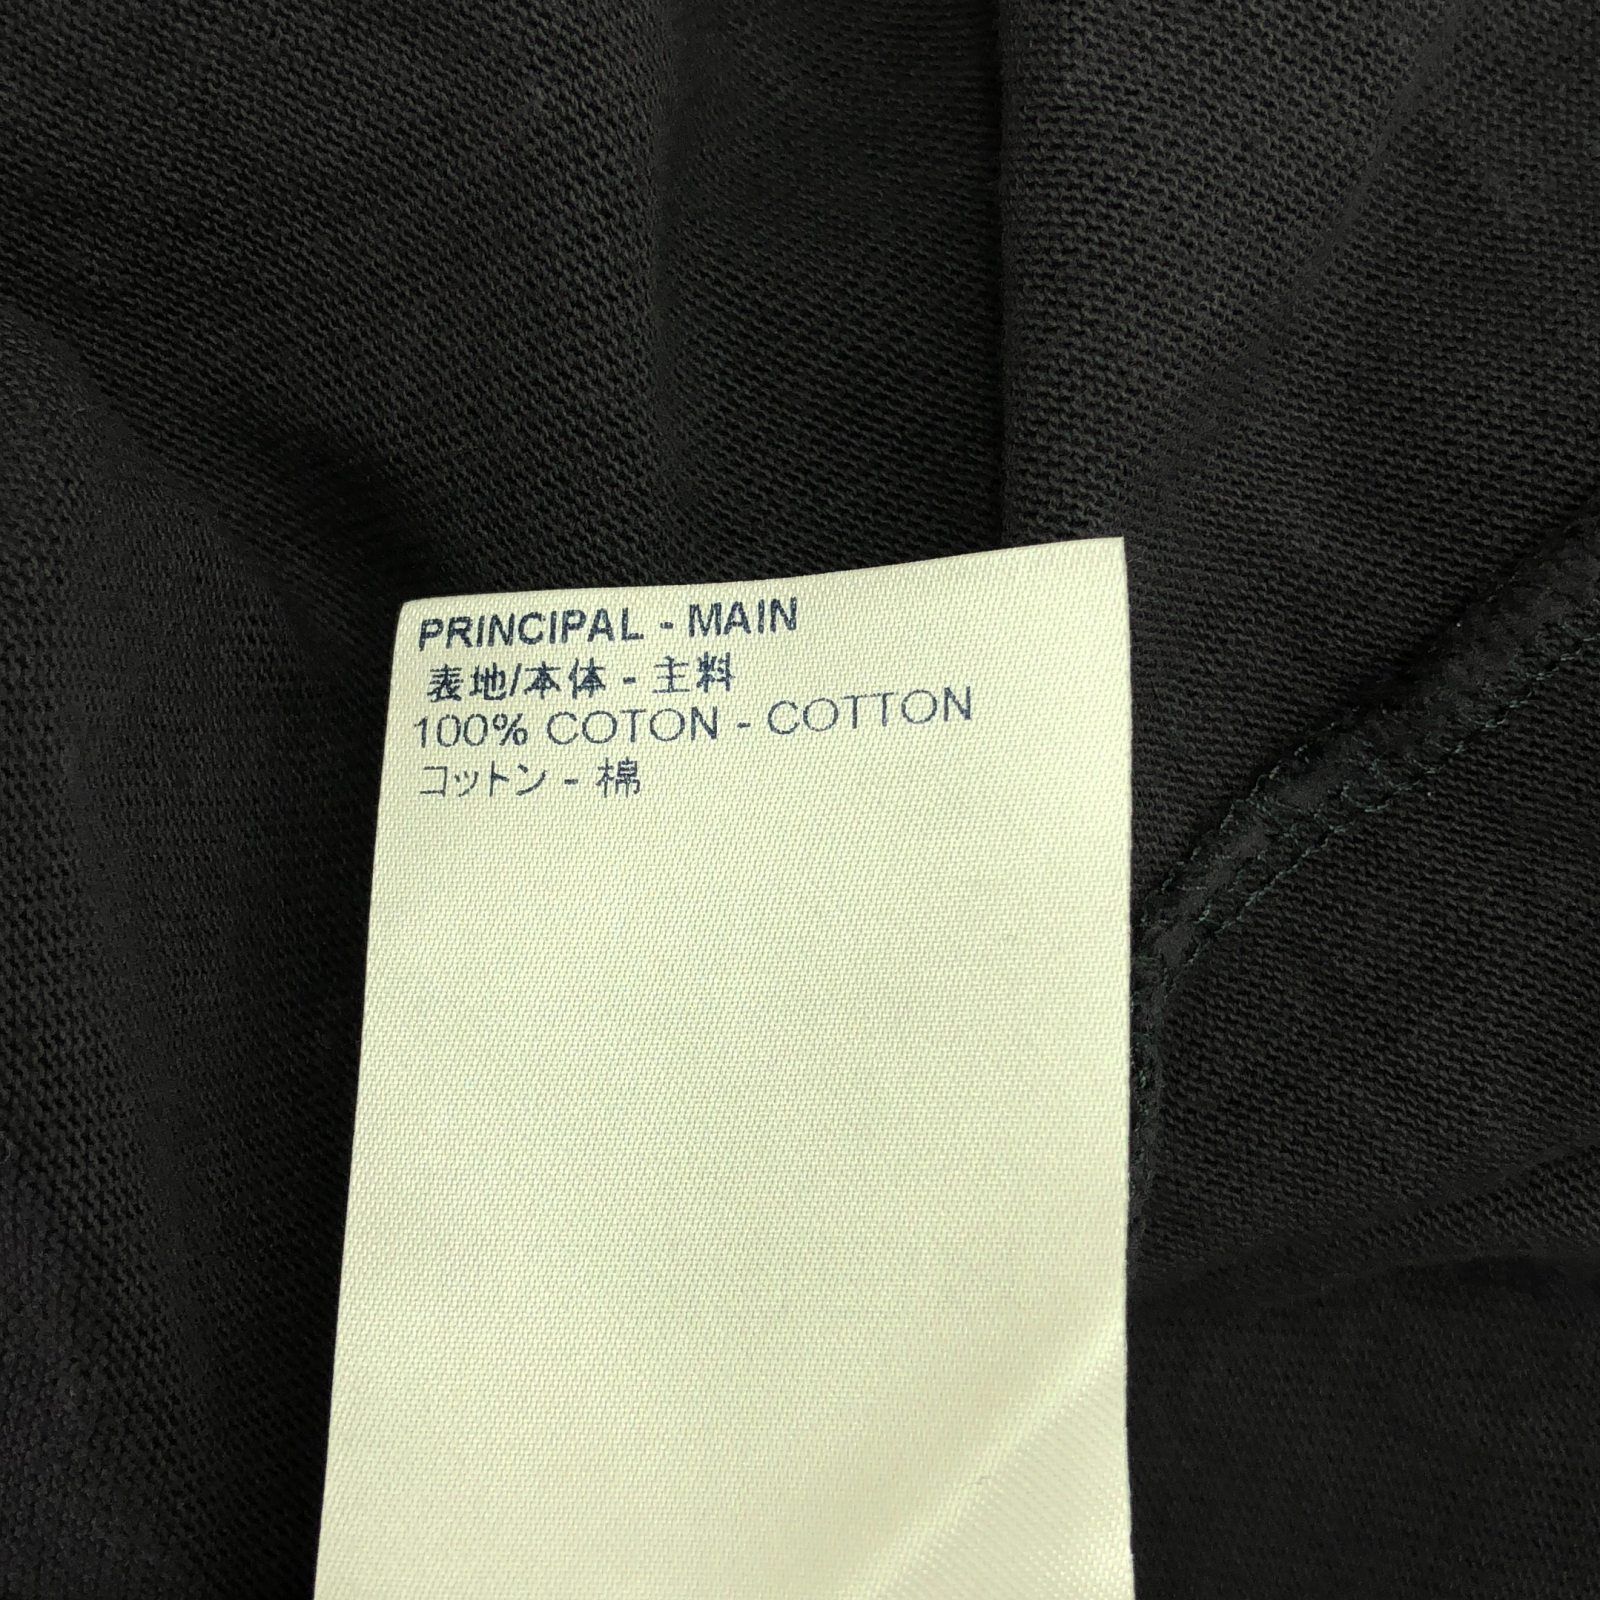 PRINCIPAL - MAIN
表地/本体 - 主料
100% COTON - COTTON
コットン - 棉